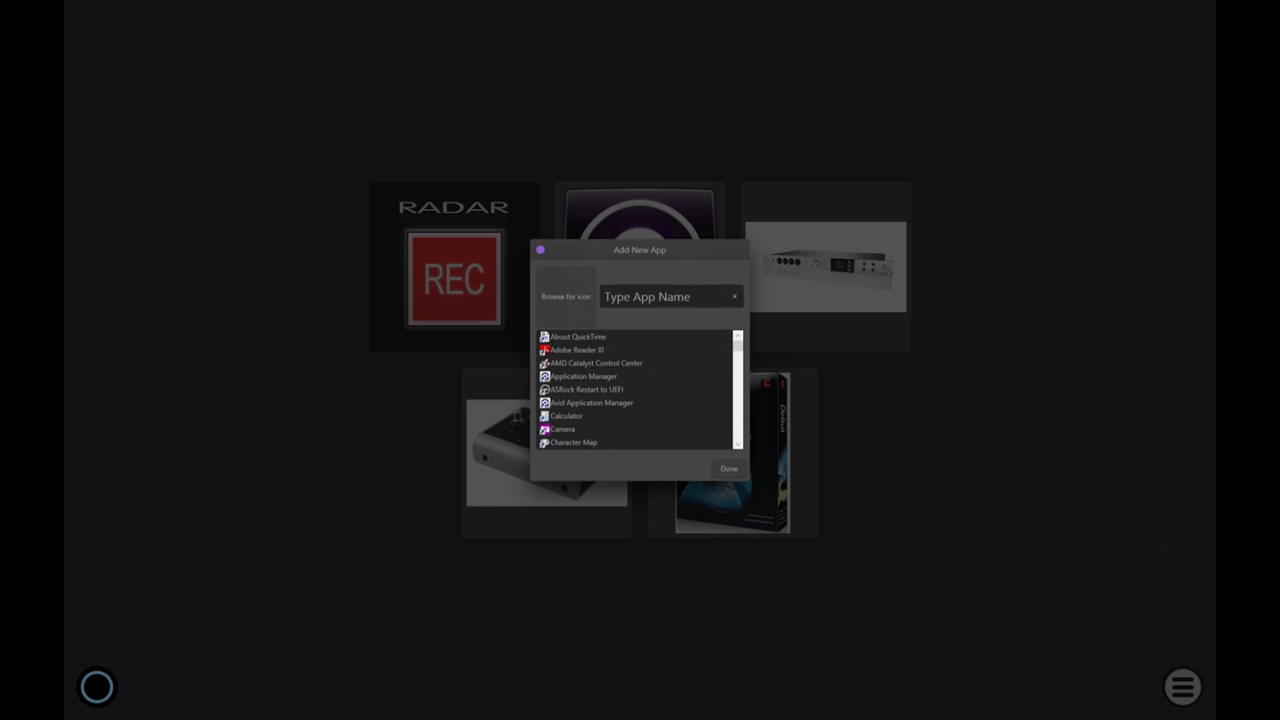 RADAR
REC
Add New App
Browse for icon
Type App Name
About QuickTime
Adobe Reader XI
AMD Catalyst Control Center
Application Manager
ASRock Restart to UEFI
Avid Application Manager
Calculator
Camera
Character Map
Done
Debut